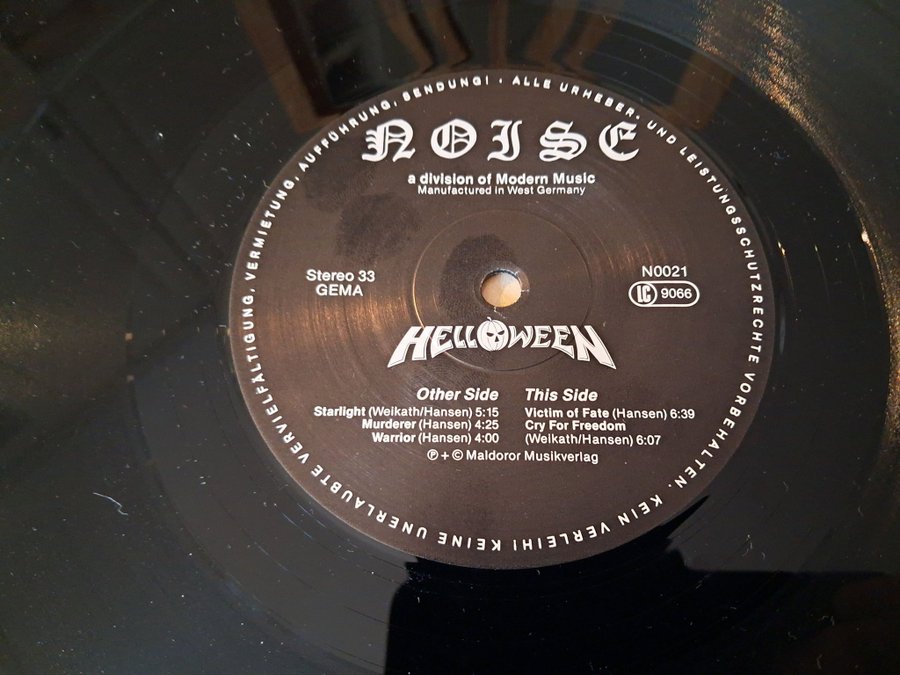 ALLE URHEBER- UND LEISTUNGSSCHUTZRECHTE VORBEHALTEN. KEIN VERLEIH! KEINE UNERLAUBTE VERVIELFÄLTIGUNG, VERMIETUNG, AUFFÜHRUNG, SENDUNG! ·
NOISE
a division of Modern Music
Manufactured in West Germany
Stereo 33
GEMA
N0021
LC 9066
HELLOWEEN
Other Side
Starlight (Weikath/Hansen) 5:15
Murderer (Hansen) 4:25
Warrior (Hansen) 4:00
This Side
Victim of Fate (Hansen) 6:39
Cry For Freedom
(Weikath/Hansen) 6:07
℗ + © Maldoror Musikverlag